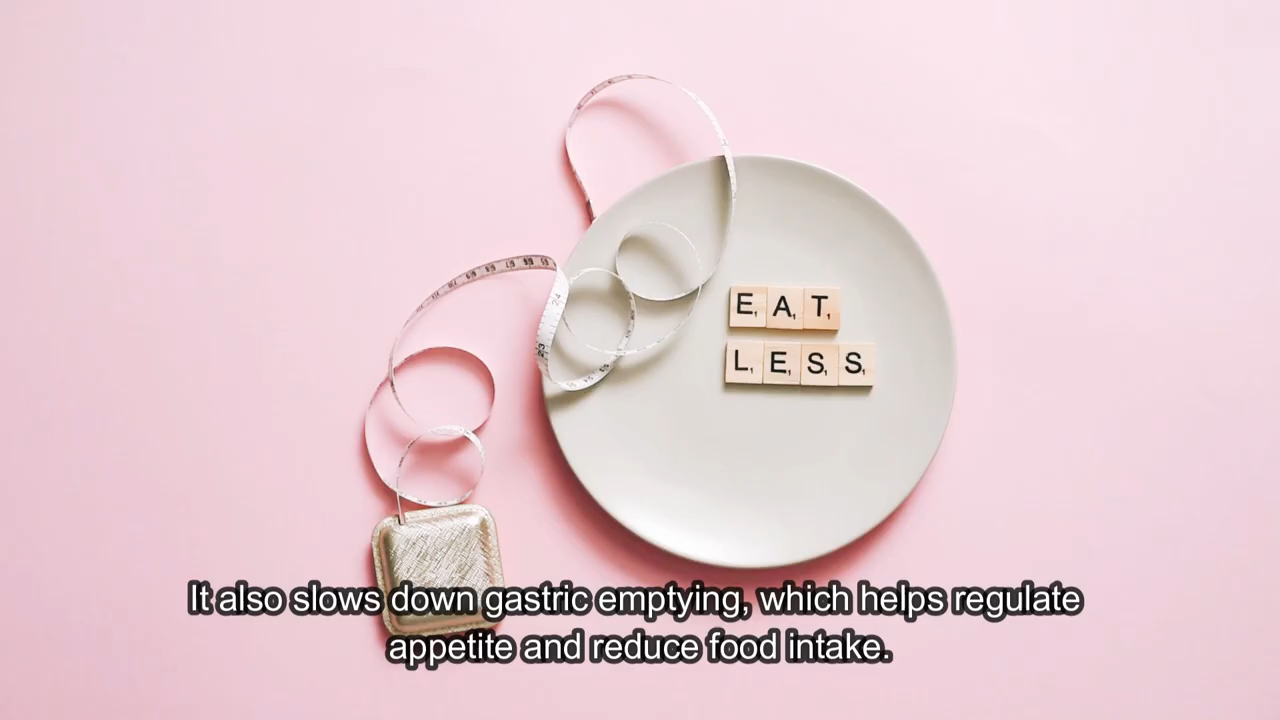 EAT
LESS
It also slows down gastric emptying, which helps regulate
appetite and reduce food intake.